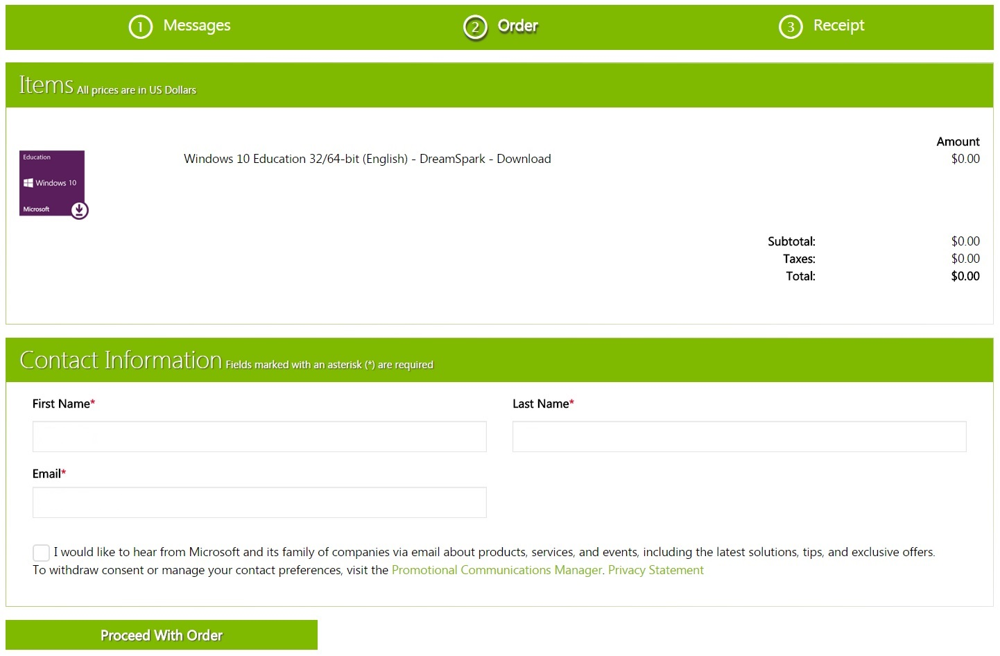 1 Messages
2 Order
3 Receipt
Items All prices are in US Dollars
Amount
Education
Windows 10
Microsoft
Windows 10 Education 32/64-bit (English) - DreamSpark - Download
$0.00
Subtotal: $0.00
Taxes: $0.00
Total: $0.00
Contact Information Fields marked with an asterisk (*) are required
First Name*
Last Name*
Email*
I would like to hear from Microsoft and its family of companies via email about products, services, and events, including the latest solutions, tips, and exclusive offers.
To withdraw consent or manage your contact preferences, visit the Promotional Communications Manager. Privacy Statement
Proceed With Order